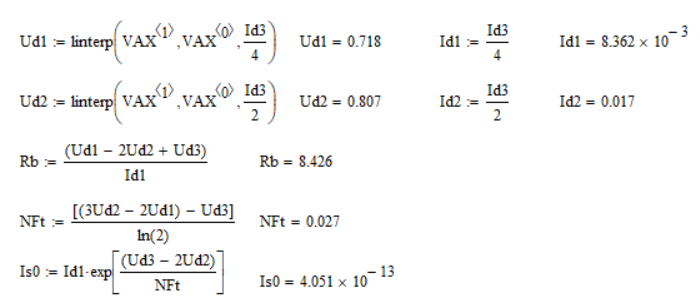 Ud1 := linterp(VAX^⟨1⟩, VAX^⟨0⟩, Id3/4) Ud1 = 0.718 Id1 := Id3/4 Id1 = 8.362 × 10^−3
Ud2 := linterp(VAX^⟨1⟩, VAX^⟨0⟩, Id3/2) Ud2 = 0.807 Id2 := Id3/2 Id2 = 0.017
Rb := (Ud1 − 2Ud2 + Ud3)/Id1 Rb = 8.426
NFt := [(3Ud2 − 2Ud1) − Ud3]/ln(2) NFt = 0.027
Is0 := Id1·exp[(Ud3 − 2Ud2)/NFt] Is0 = 4.051 × 10^−13